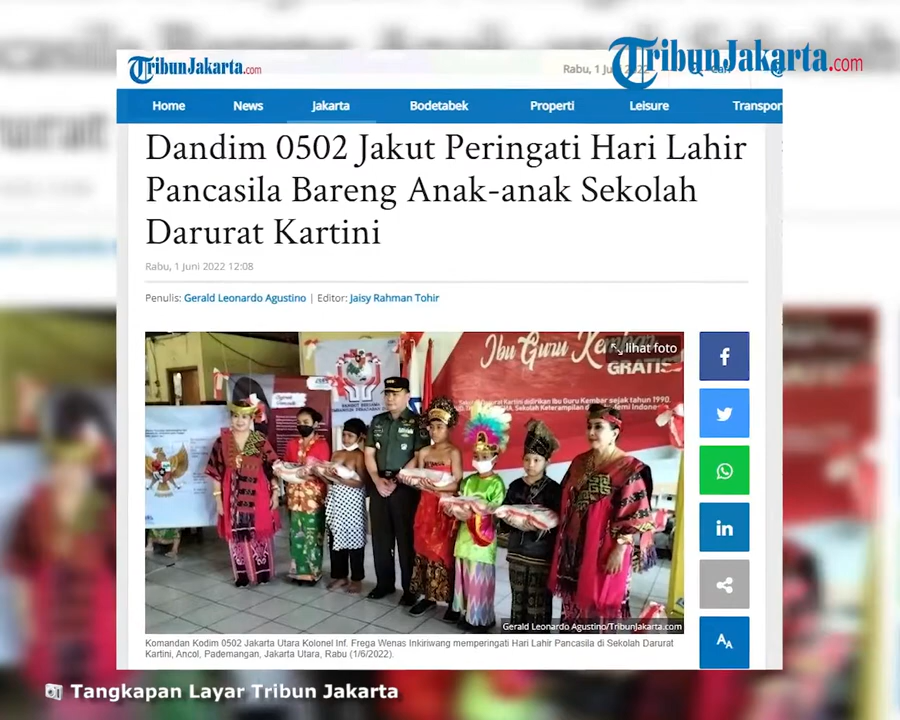 TribunJakarta.com
TribunJakarta.com
Rabu, 1 Ju
Home News Jakarta Bodetabek Properti Leisure Transpor
Dandim 0502 Jakut Peringati Hari Lahir
Pancasila Bareng Anak-anak Sekolah
Darurat Kartini
Rabu, 1 Juni 2022 12:08
Penulis: Gerald Leonardo Agustino | Editor: Jaisy Rahman Tohir
Ibu Guru
lihat foto
GRATIS
Gerald Leonardo Agustino/TribunJakarta.com
Komandan Kodim 0502 Jakarta Utara Kolonel Inf. Frega Wenas Inkiriwang memperingati Hari Lahir Pancasila di Sekolah Darurat
Kartini, Ancol, Pademangan, Jakarta Utara, Rabu (1/6/2022).
Tangkapan Layar Tribun Jakarta